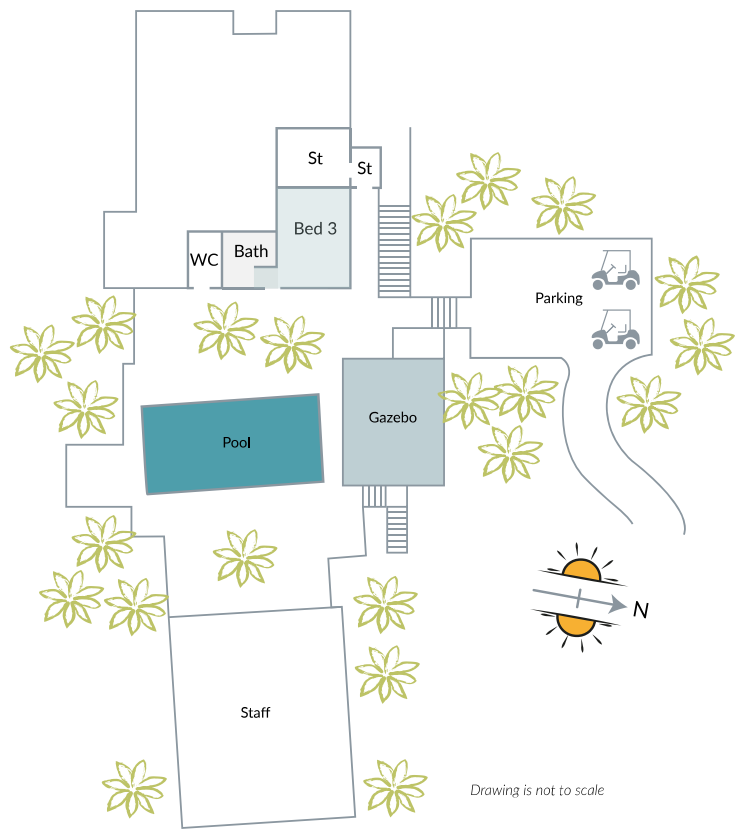 St
St
Bed 3
Bath
WC
Parking
Gazebo
Pool
N
Staff
Drawing is not to scale